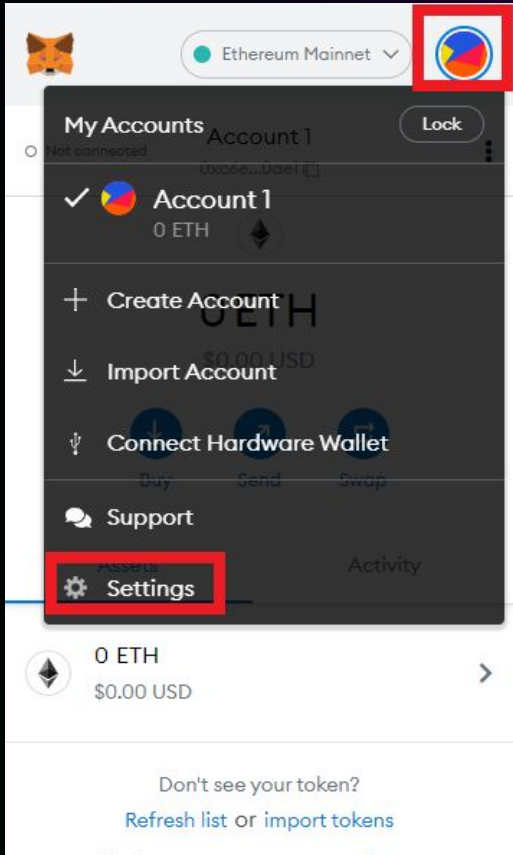 Ethereum Mainnet
My Accounts
Lock
Not connected
Account 1
Account 1
0 ETH
Create Account
0 ETH
$0.00 USD
Import Account
Connect Hardware Wallet
Buy Send Swap
Support
Assets Activity
Settings
0 ETH
$0.00 USD
Don't see your token?
Refresh list or import tokens